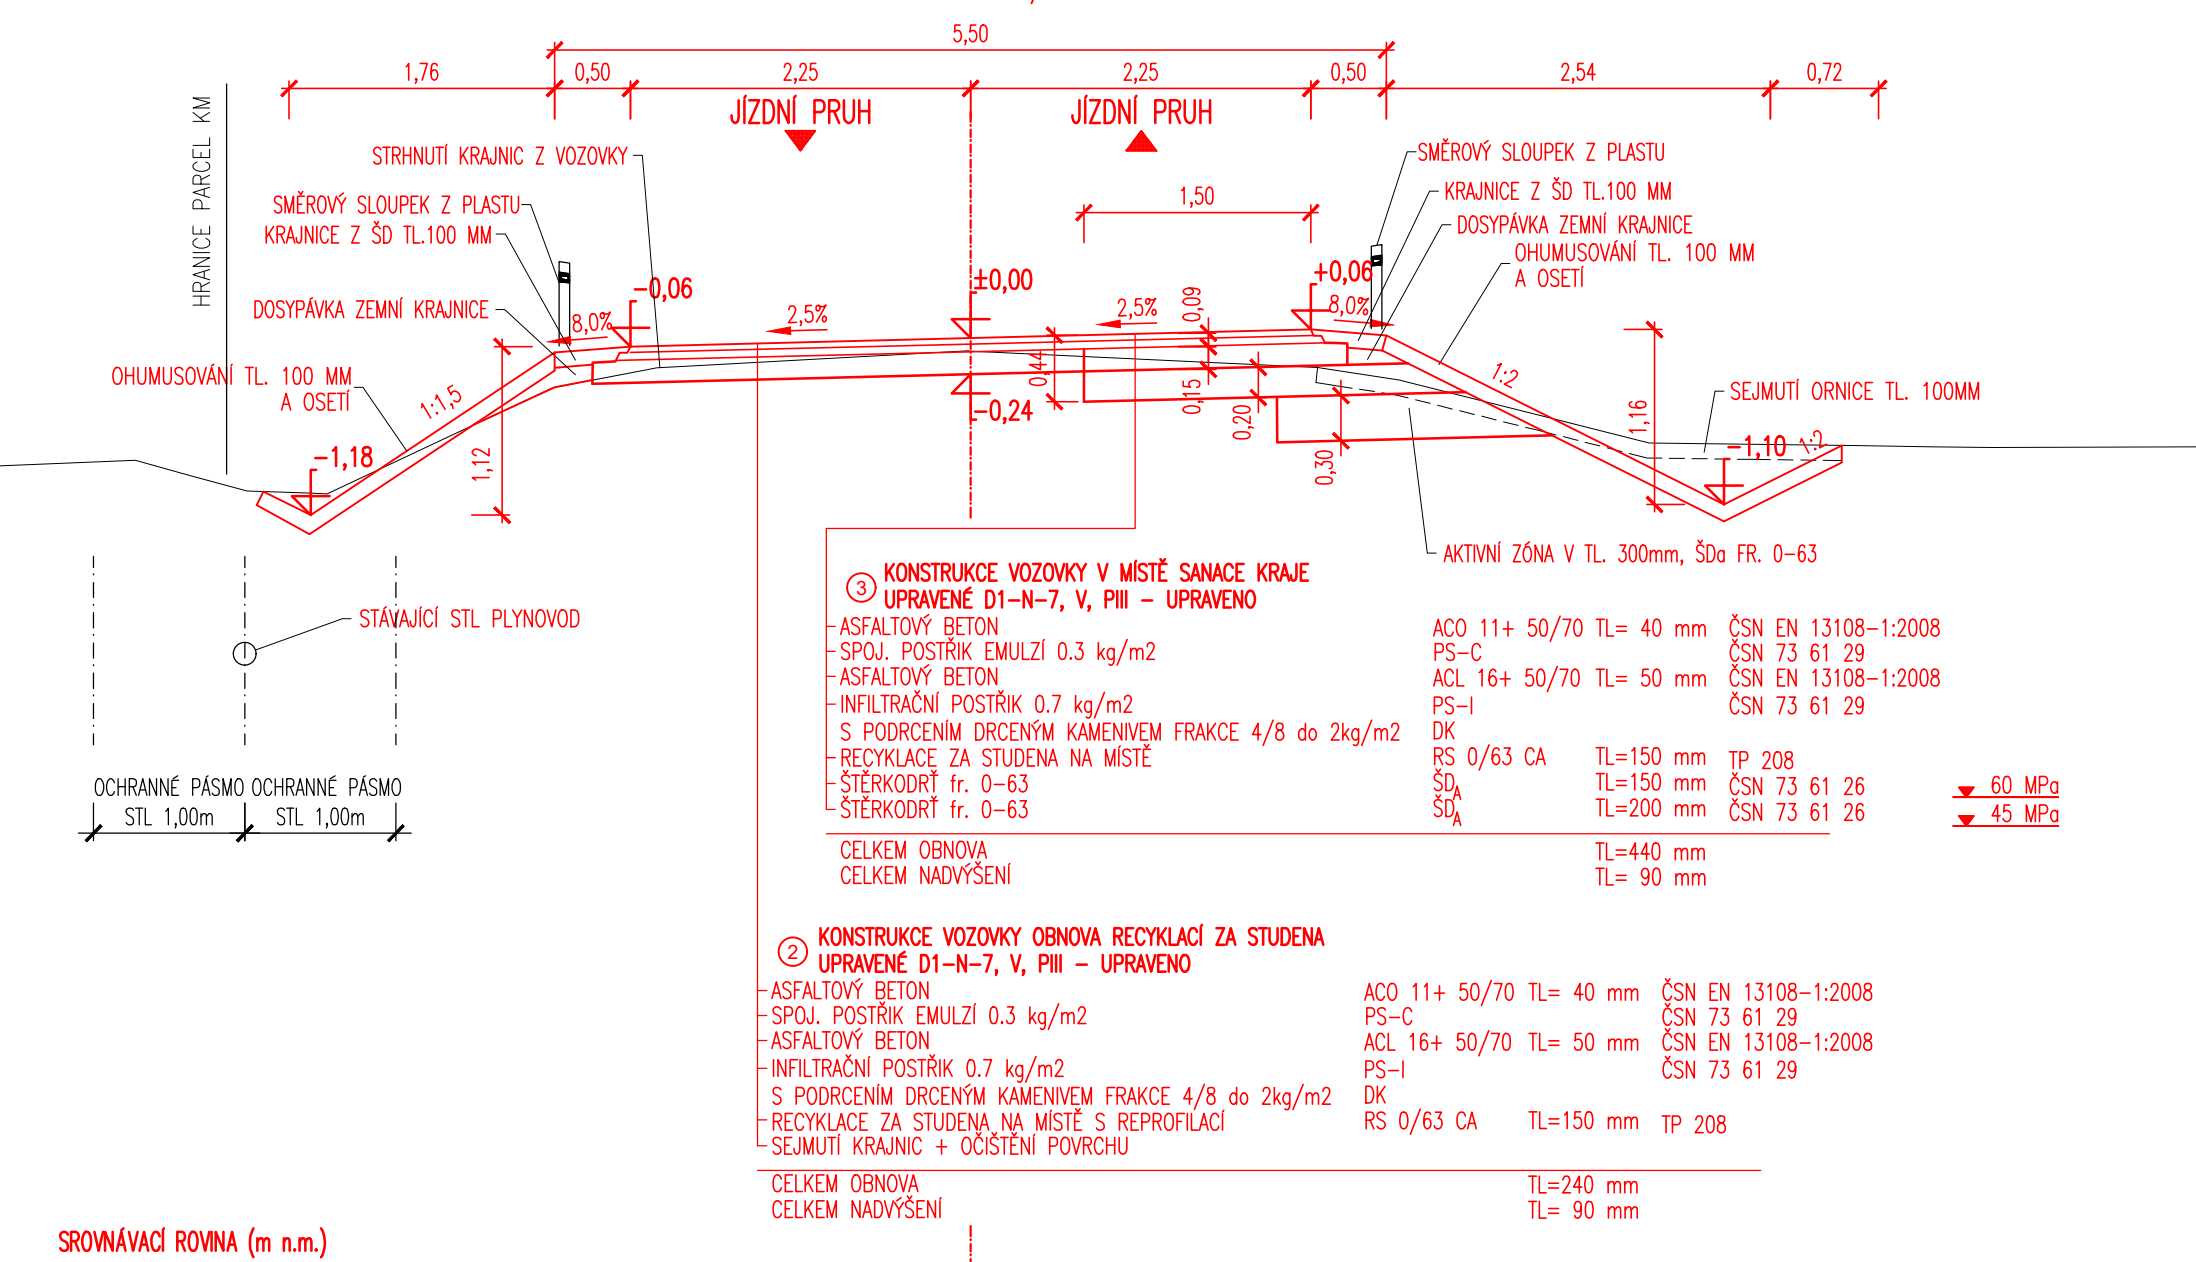 5,50
1,76
0,50
2,25
2,25
0,50
2,54
0,72
HRANICE PARCEL KM
JÍZDNÍ PRUH
JÍZDNÍ PRUH
STRHNUTÍ KRAJNIC Z VOZOVKY
SMĚROVÝ SLOUPEK Z PLASTU
KRAJNICE Z ŠD TL.100 MM
DOSYPÁVKA ZEMNÍ KRAJNICE
OHUMUSOVÁNÍ TL. 100 MM
A OSETÍ
SMĚROVÝ SLOUPEK Z PLASTU
KRAJNICE Z ŠD TL.100 MM
DOSYPÁVKA ZEMNÍ KRAJNICE
OHUMUSOVÁNÍ TL. 100 MM
A OSETÍ
1,50
-0,06
±0,00
+0,06
8,0%
2,5%
2,5%
0,09
8,0%
0,44
0,15
0,20
0,30
-0,24
1:1,5
1,12
-1,18
1:2
1,16
-1,10
1:2
SEJMUTÍ ORNICE TL. 100MM
AKTIVNÍ ZÓNA V TL. 300mm, ŠDa FR. 0-63
STÁVAJÍCÍ STL PLYNOVOD
OCHRANNÉ PÁSMO
STL 1,00m
OCHRANNÉ PÁSMO
STL 1,00m
3 KONSTRUKCE VOZOVKY V MÍSTĚ SANACE KRAJE
UPRAVENÉ D1-N-7, V, PIII - UPRAVENO
ASFALTOVÝ BETON ACO 11+ 50/70 TL= 40 mm ČSN EN 13108-1:2008
SPOJ. POSTŘIK EMULZÍ 0.3 kg/m2 PS-C ČSN 73 61 29
ASFALTOVÝ BETON ACL 16+ 50/70 TL= 50 mm ČSN EN 13108-1:2008
INFILTRAČNÍ POSTŘIK 0.7 kg/m2 PS-I ČSN 73 61 29
S PODRCENÍM DRCENÝM KAMENIVEM FRAKCE 4/8 do 2kg/m2 DK
RECYKLACE ZA STUDENA NA MÍSTĚ RS 0/63 CA TL=150 mm TP 208
ŠTĚRKODRŤ fr. 0-63 ŠDA TL=150 mm ČSN 73 61 26 60 MPa
ŠTĚRKODRŤ fr. 0-63 ŠDA TL=200 mm ČSN 73 61 26 45 MPa
CELKEM OBNOVA TL=440 mm
CELKEM NADVÝŠENÍ TL= 90 mm
2 KONSTRUKCE VOZOVKY OBNOVA RECYKLACÍ ZA STUDENA
UPRAVENÉ D1-N-7, V, PIII - UPRAVENO
ASFALTOVÝ BETON ACO 11+ 50/70 TL= 40 mm ČSN EN 13108-1:2008
SPOJ. POSTŘIK EMULZÍ 0.3 kg/m2 PS-C ČSN 73 61 29
ASFALTOVÝ BETON ACL 16+ 50/70 TL= 50 mm ČSN EN 13108-1:2008
INFILTRAČNÍ POSTŘIK 0.7 kg/m2 PS-I ČSN 73 61 29
S PODRCENÍM DRCENÝM KAMENIVEM FRAKCE 4/8 do 2kg/m2 DK
RECYKLACE ZA STUDENA NA MÍSTĚ S REPROFILACÍ RS 0/63 CA TL=150 mm TP 208
SEJMUTÍ KRAJNIC + OČIŠTĚNÍ POVRCHU
CELKEM OBNOVA TL=240 mm
CELKEM NADVÝŠENÍ TL= 90 mm
SROVNÁVACÍ ROVINA (m n.m.)